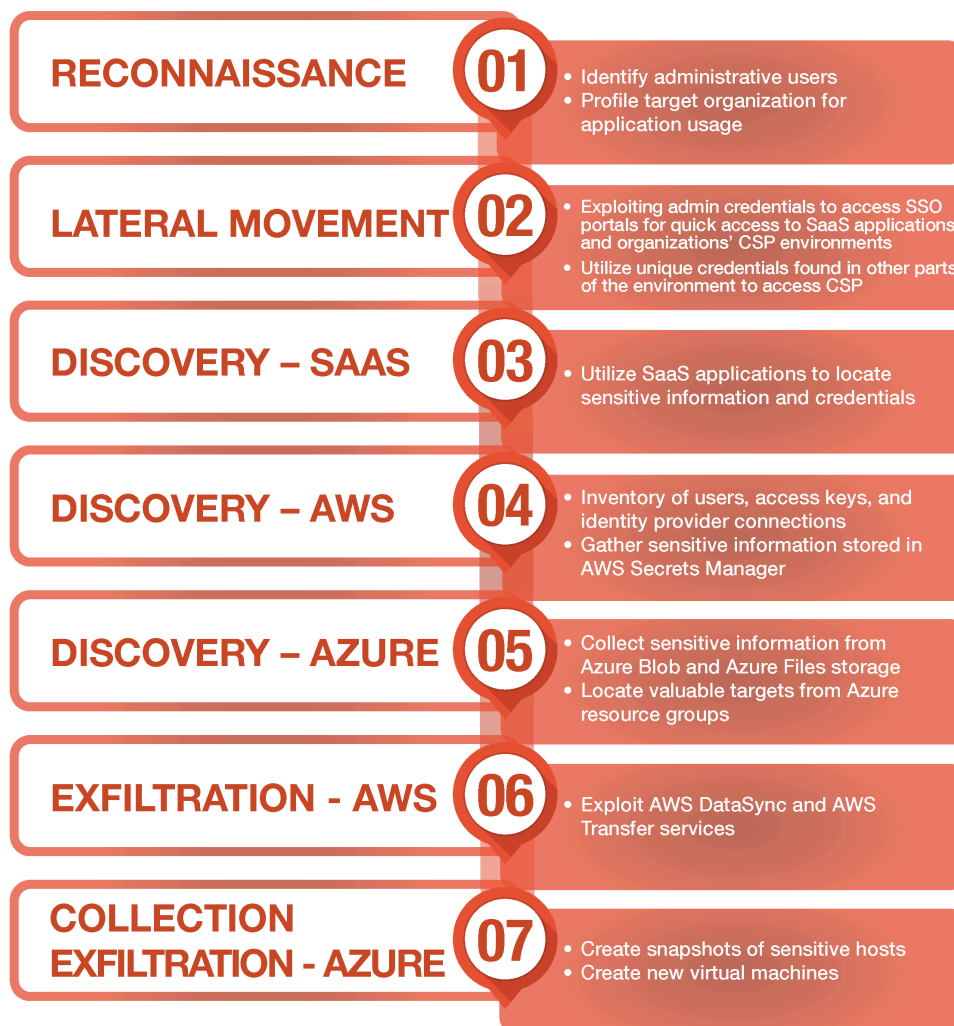 RECONNAISSANCE
01
• Identify administrative users
• Profile target organization for
application usage
LATERAL MOVEMENT
02
• Exploiting admin credentials to access SSO
portals for quick access to SaaS applications
and organizations’ CSP environments
• Utilize unique credentials found in other parts
of the environment to access CSP
DISCOVERY – SAAS
03
• Utilize SaaS applications to locate
sensitive information and credentials
DISCOVERY – AWS
04
• Inventory of users, access keys, and
identity provider connections
• Gather sensitive information stored in
AWS Secrets Manager
DISCOVERY – AZURE
05
• Collect sensitive information from
Azure Blob and Azure Files storage
• Locate valuable targets from Azure
resource groups
EXFILTRATION - AWS
06
• Exploit AWS DataSync and AWS
Transfer services
COLLECTION
EXFILTRATION - AZURE
07
• Create snapshots of sensitive hosts
• Create new virtual machines